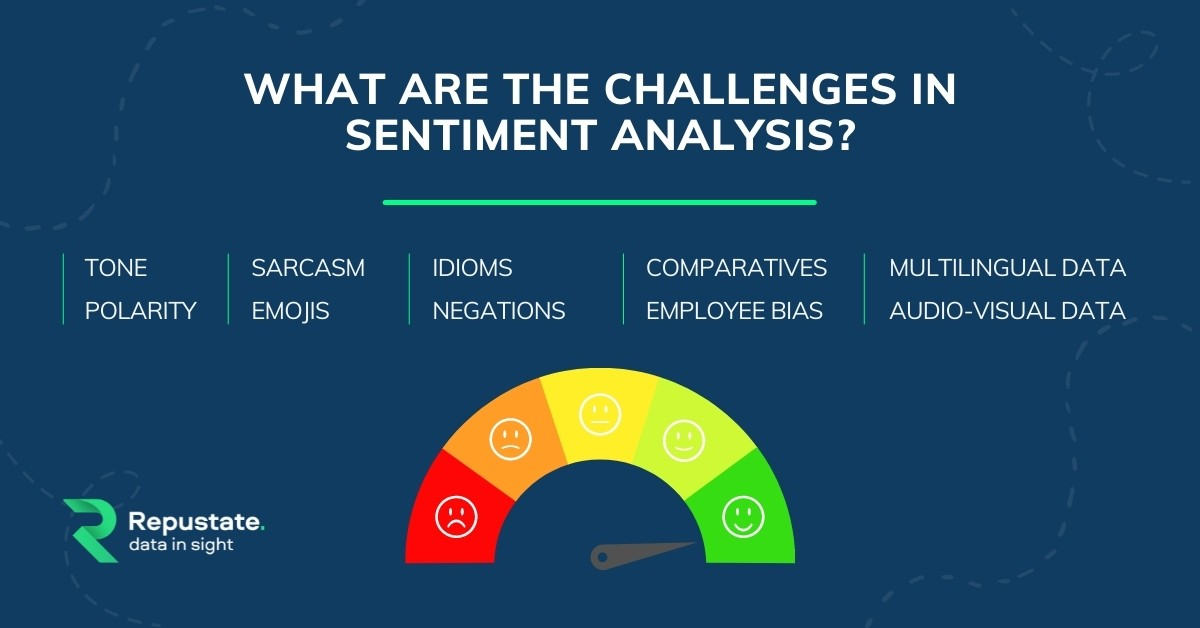 WHAT ARE THE CHALLENGES IN
SENTIMENT ANALYSIS?
TONE
POLARITY
SARCASM
EMOJIS
IDIOMS
NEGATIONS
COMPARATIVES
EMPLOYEE BIAS
MULTILINGUAL DATA
AUDIO-VISUAL DATA
Repustate.
data in sight